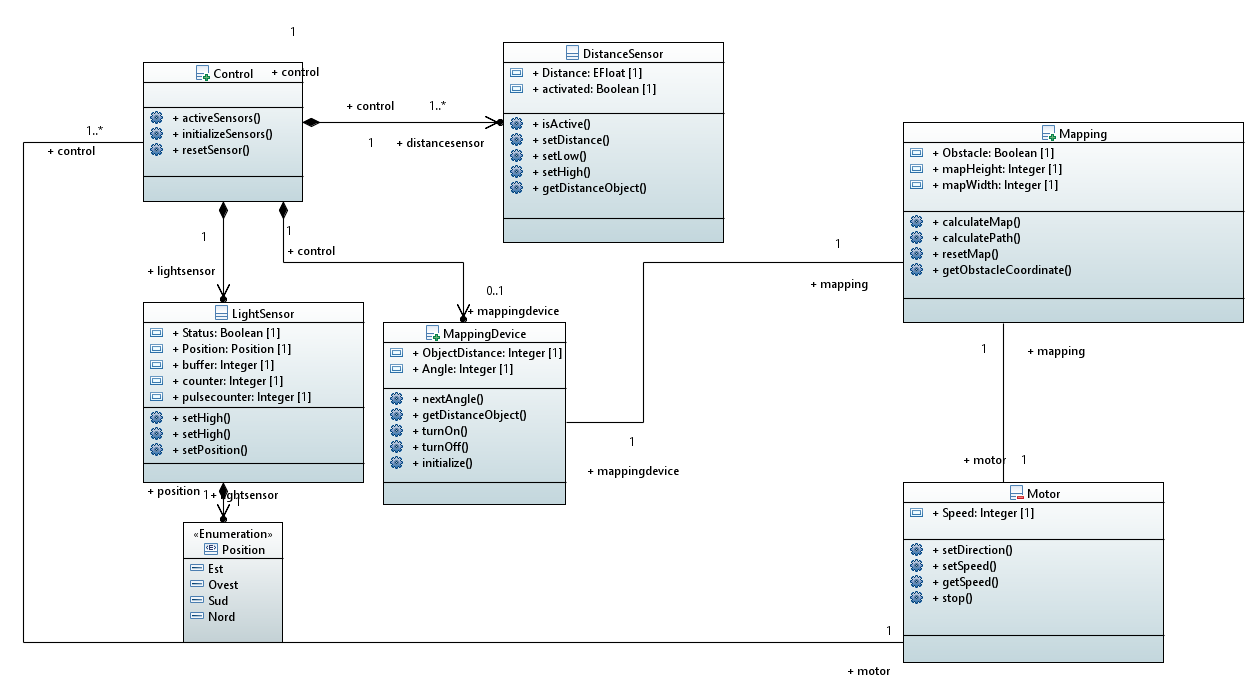 1
Control
+ control
+ activeSensors()
+ initializeSensors()
+ resetSensor()
1..*
+ control
+ control
1..*
1
+ distancesensor
DistanceSensor
+ Distance: EFloat [1]
+ activated: Boolean [1]
+ isActive()
+ setDistance()
+ setLow()
+ setHigh()
+ getDistanceObject()
Mapping
+ Obstacle: Boolean [1]
+ mapHeight: Integer [1]
+ mapWidth: Integer [1]
+ calculateMap()
+ calculatePath()
+ resetMap()
+ getObstacleCoordinate()
1
+ lightsensor
1
+ control
0..1
+ mappingdevice
1
+ mapping
LightSensor
+ Status: Boolean [1]
+ Position: Position [1]
+ buffer: Integer [1]
+ counter: Integer [1]
+ pulsecounter: Integer [1]
+ setHigh()
+ setHigh()
+ setPosition()
MappingDevice
+ ObjectDistance: Integer [1]
+ Angle: Integer [1]
+ nextAngle()
+ getDistanceObject()
+ turnOn()
+ turnOff()
+ initialize()
1
+ mappingdevice
1
+ mapping
+ motor
1
+ position
1
+ lightsensor
1
«Enumeration»
Position
Est
Ovest
Sud
Nord
Motor
+ Speed: Integer [1]
+ setDirection()
+ setSpeed()
+ getSpeed()
+ stop()
1
+ motor